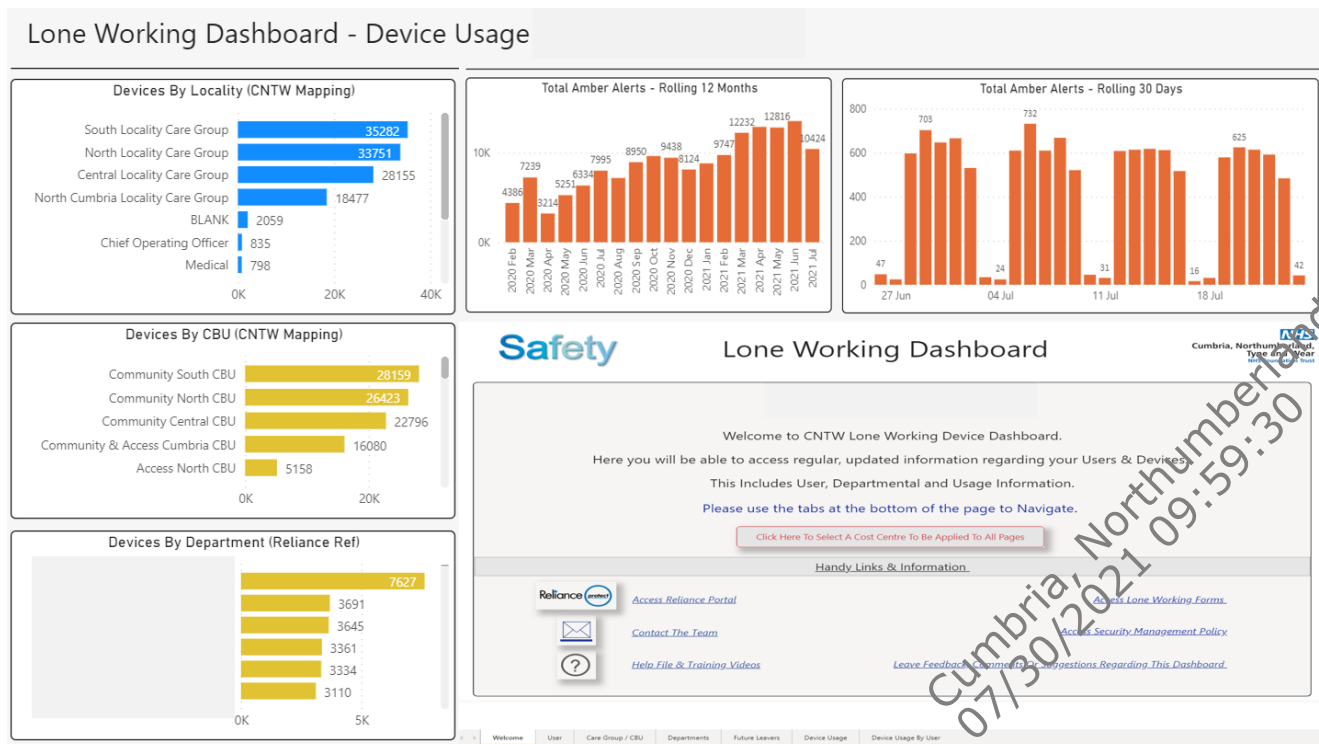 Lone Working Dashboard - Device Usage
Devices By Locality (CNTW Mapping)
South Locality Care Group 35282
North Locality Care Group 33751
Central Locality Care Group 28155
North Cumbria Locality Care Group 18477
BLANK 2059
Chief Operating Officer 835
Medical 798
0K 20K 40K
Total Amber Alerts - Rolling 12 Months
10K
0K
4386 7239 3214 5251 6334 7995 8950 9438 8124 9747 12232 12816 10424
2020 Feb 2020 Mar 2020 Apr 2020 May 2020 Jun 2020 Jul 2020 Aug 2020 Sep 2020 Oct 2020 Nov 2020 Dec 2021 Jan 2021 Feb 2021 Mar 2021 Apr 2021 May 2021 Jun 2021 Jul
Total Amber Alerts - Rolling 30 Days
800
600
400
200
0
47 703 24 732 31 16 625 42
27 Jun 04 Jul 11 Jul 18 Jul
Devices By CBU (CNTW Mapping)
Community South CBU 28159
Community North CBU 26423
Community Central CBU 22796
Community & Access Cumbria CBU 16080
Access North CBU 5158
0K 20K
Devices By Department (Reliance Ref)
7627
3691
3645
3361
3334
3110
0K 5K
Safety
Lone Working Dashboard
NHS
Cumbria, Northumberland,
Tyne and Wear
NHS Foundation Trust
Welcome to CNTW Lone Working Device Dashboard.
Here you will be able to access regular, updated information regarding your Users & Devices.
This Includes User, Departmental and Usage Information.
Please use the tabs at the bottom of the page to Navigate.
Click Here To Select A Cost Centre To Be Applied To All Pages
Handy Links & Information
Reliance protect
Access Reliance Portal
Access Lone Working Forms
Contact The Team
Access Security Management Policy
?
Help File & Training Videos
Leave Feedback, Comments Or Suggestions Regarding This Dashboard
Welcome User Care Group / CBU Departments Future Leavers Device Usage Device Usage By User
Cumbria, Northumberland
07/30/2021 09:59:30